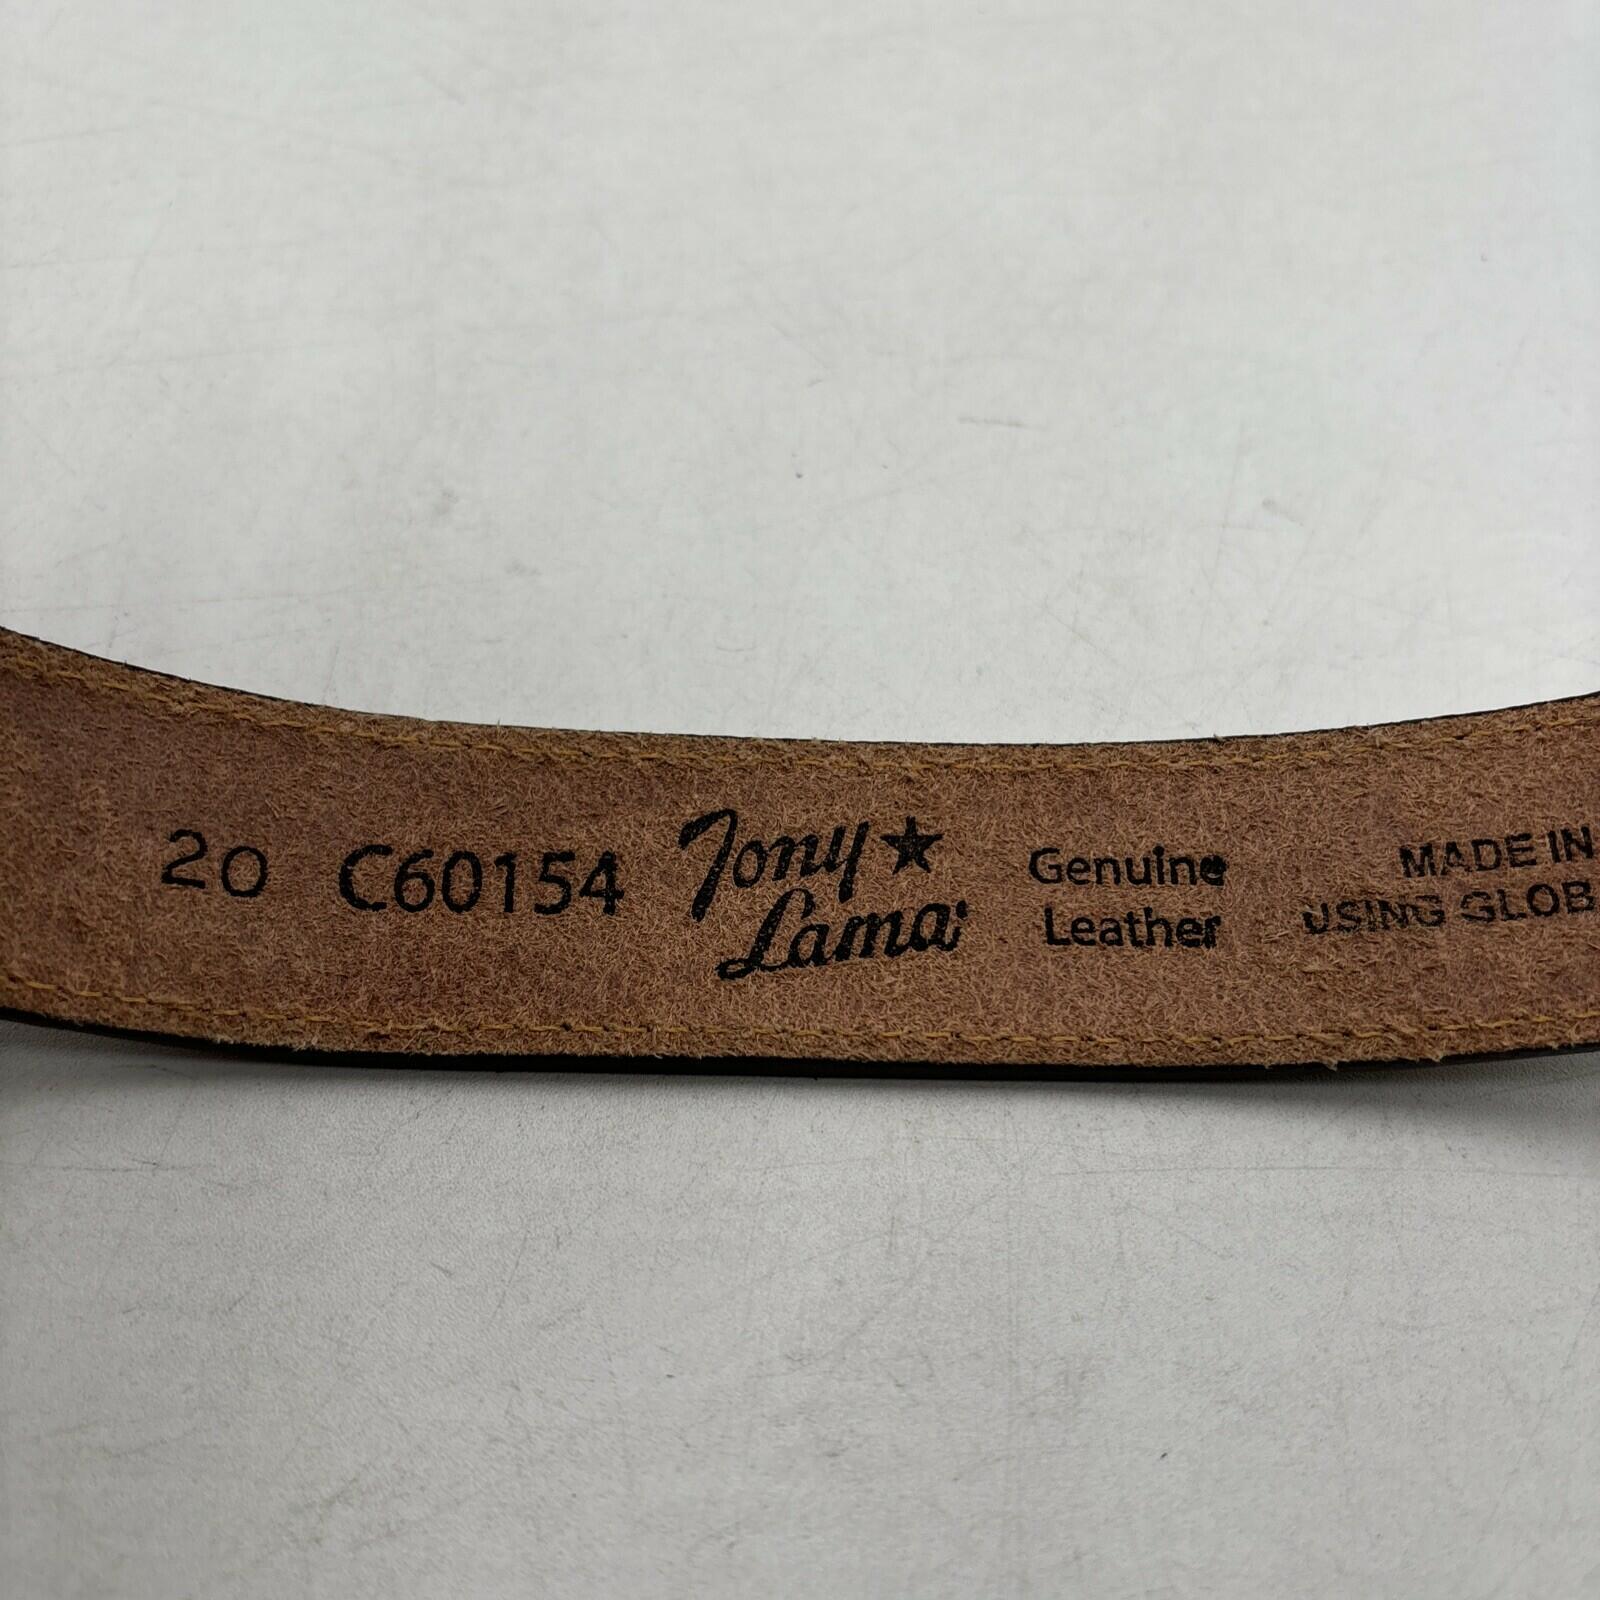 20 C60154 Tony Lama
Genuine
Leather
MADE IN
USING GLOB